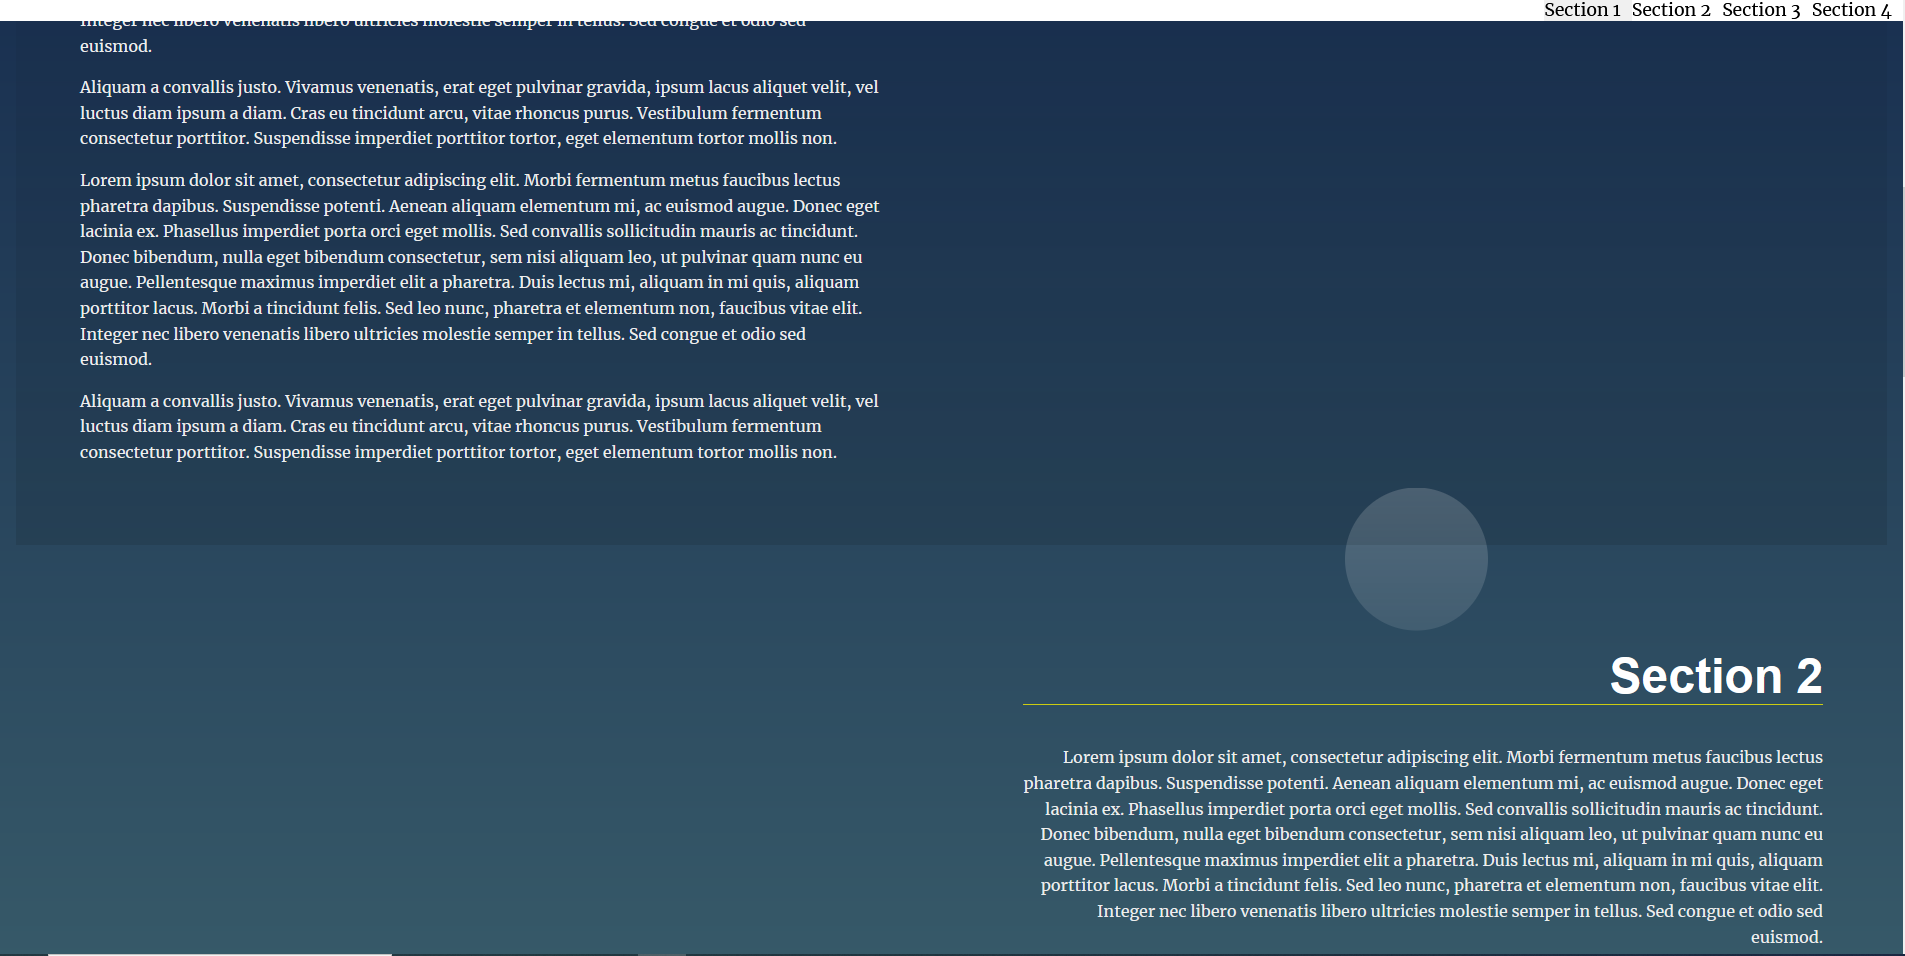 Section 1 Section 2 Section 3 Section 4
Integer nec libero venenatis libero ultricies molestie semper in tellus. Sed congue et odio sed
euismod.
Aliquam a convallis justo. Vivamus venenatis, erat eget pulvinar gravida, ipsum lacus aliquet velit, vel
luctus diam ipsum a diam. Cras eu tincidunt arcu, vitae rhoncus purus. Vestibulum fermentum
consectetur porttitor. Suspendisse imperdiet porttitor tortor, eget elementum tortor mollis non.
Lorem ipsum dolor sit amet, consectetur adipiscing elit. Morbi fermentum metus faucibus lectus
pharetra dapibus. Suspendisse potenti. Aenean aliquam elementum mi, ac euismod augue. Donec eget
lacinia ex. Phasellus imperdiet porta orci eget mollis. Sed convallis sollicitudin mauris ac tincidunt.
Donec bibendum, nulla eget bibendum consectetur, sem nisi aliquam leo, ut pulvinar quam nunc eu
augue. Pellentesque maximus imperdiet elit a pharetra. Duis lectus mi, aliquam in mi quis, aliquam
porttitor lacus. Morbi a tincidunt felis. Sed leo nunc, pharetra et elementum non, faucibus vitae elit.
Integer nec libero venenatis libero ultricies molestie semper in tellus. Sed congue et odio sed
euismod.
Aliquam a convallis justo. Vivamus venenatis, erat eget pulvinar gravida, ipsum lacus aliquet velit, vel
luctus diam ipsum a diam. Cras eu tincidunt arcu, vitae rhoncus purus. Vestibulum fermentum
consectetur porttitor. Suspendisse imperdiet porttitor tortor, eget elementum tortor mollis non.
Section 2
Lorem ipsum dolor sit amet, consectetur adipiscing elit. Morbi fermentum metus faucibus lectus
pharetra dapibus. Suspendisse potenti. Aenean aliquam elementum mi, ac euismod augue. Donec eget
lacinia ex. Phasellus imperdiet porta orci eget mollis. Sed convallis sollicitudin mauris ac tincidunt.
Donec bibendum, nulla eget bibendum consectetur, sem nisi aliquam leo, ut pulvinar quam nunc eu
augue. Pellentesque maximus imperdiet elit a pharetra. Duis lectus mi, aliquam in mi quis, aliquam
porttitor lacus. Morbi a tincidunt felis. Sed leo nunc, pharetra et elementum non, faucibus vitae elit.
Integer nec libero venenatis libero ultricies molestie semper in tellus. Sed congue et odio sed
euismod.